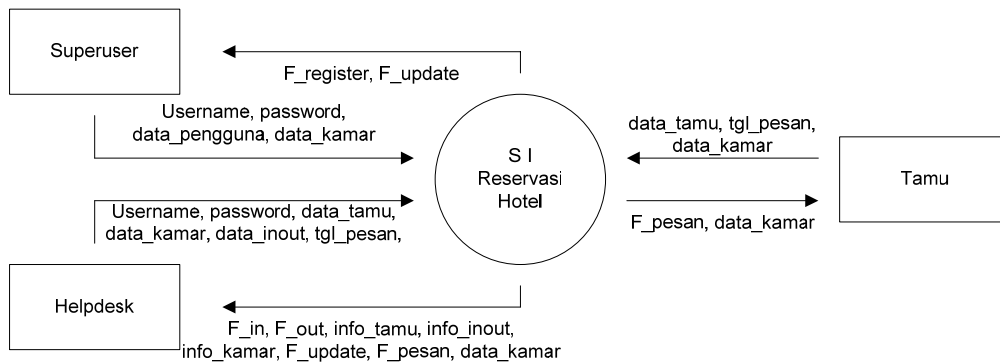 Superuser
F_register, F_update
Username, password,
data_pengguna, data_kamar
data_tamu, tgl_pesan,
data_kamar
S I
Reservasi
Hotel
Tamu
Username, password, data_tamu,
data_kamar, data_inout, tgl_pesan,
F_pesan, data_kamar
Helpdesk
F_in, F_out, info_tamu, info_inout,
info_kamar, F_update, F_pesan, data_kamar